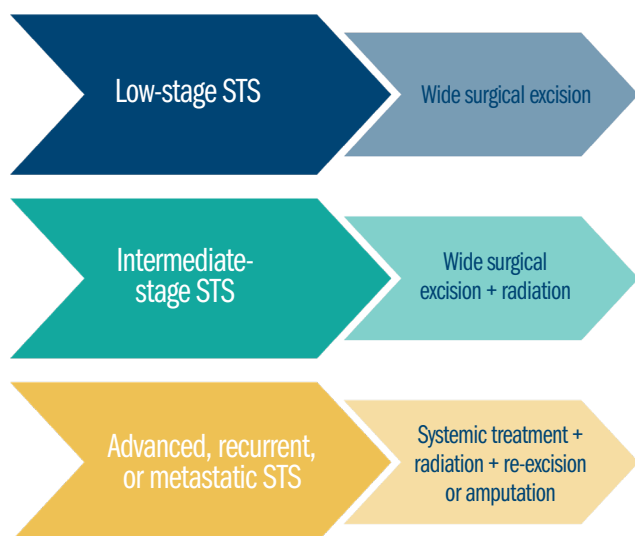 Low-stage STS
Wide surgical excision
Intermediate-
stage STS
Wide surgical
excision + radiation
Advanced, recurrent,
or metastatic STS
Systemic treatment +
radiation + re-excision
or amputation